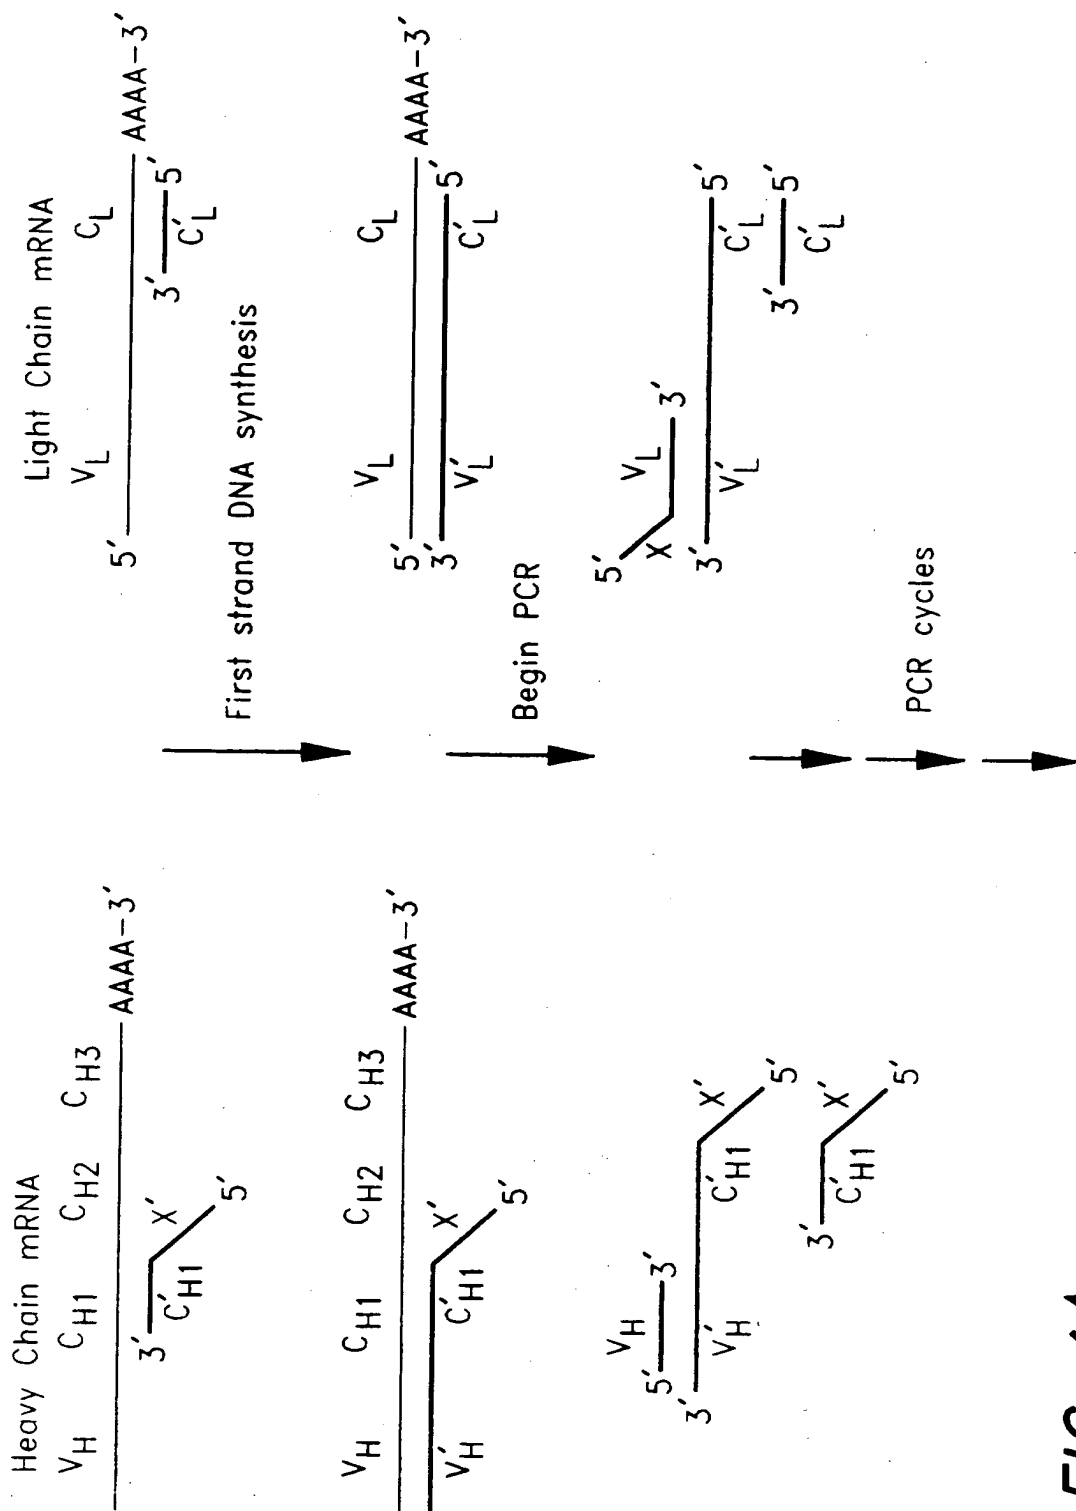 Heavy Chain mRNA
V_H C_H1 C_H2 C_H3
AAAA-3'
3' C'_H1 X' 5'
Light Chain mRNA
V_L C_L
5' AAAA-3'
3' C'_L 5'
First strand DNA synthesis
V_H C_H1 C_H2 C_H3
AAAA-3'
V'_H C'_H1 X' 5'
V_L C_L
5' AAAA-3'
3' V'_L C'_L 5'
Begin PCR
V_H
5' 3'
3' V'_H C'_H1 X' 5'
3' C'_H1 X' 5'
5' X V_L 3'
3' V'_L C'_L 5'
3' C'_L 5'
PCR cycles